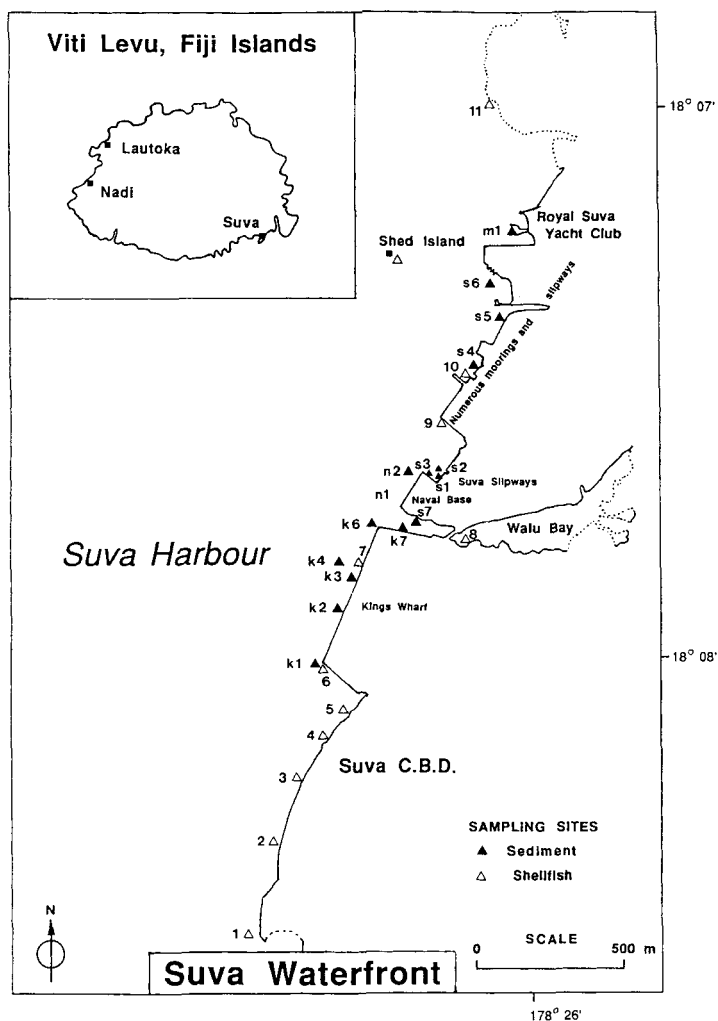 Viti Levu, Fiji Islands
Lautoka
Nadi
Suva
11
18° 07'
m1
Royal Suva
Yacht Club
Shed Island
s6
s5
s4
10
Numerous moorings and slipways
9
n2
s3
s2
s1
Suva Slipways
n1
Naval Base
s7
k6
k7
8
Walu Bay
Suva Harbour
k4
7
k3
k2
Kings Wharf
k1
6
18° 08'
5
4
Suva C.B.D.
3
2
SAMPLING SITES
Sediment
Shellfish
1
N
SCALE
0 500 m
Suva Waterfront
178° 26'